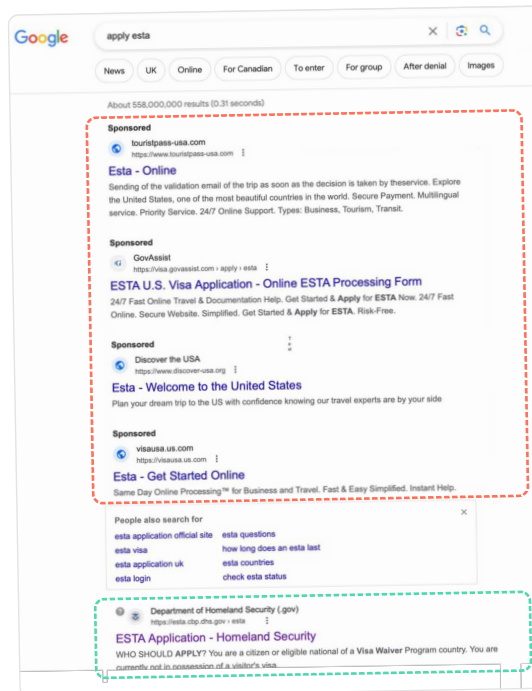 Google
apply esta
News UK Online For Canadian To enter For group After denial Images
About 558,000,000 results (0.31 seconds)
Sponsored
touristpass-usa.com
https://www.touristpass-usa.com
Esta - Online
Sending of the validation email of the trip as soon as the decision is taken by theservice. Explore
the United States, one of the most beautiful countries in the world. Secure Payment. Multilingual
service. Priority Service. 24/7 Online Support. Types: Business, Tourism, Transit.
Sponsored
GovAssist
https://visa.govassist.com › apply › esta
ESTA U.S. Visa Application - Online ESTA Processing Form
24/7 Fast Online Travel & Documentation Help. Get Started & Apply for ESTA Now. 24/7 Fast
Online. Secure Website. Simplified. Get Started & Apply for ESTA. Risk-Free.
Sponsored
Discover the USA
https://www.discover-usa.org
Esta - Welcome to the United States
Plan your dream trip to the US with confidence knowing our travel experts are by your side
Sponsored
visausa.us.com
https://visausa.us.com
Esta - Get Started Online
Same Day Online Processing™ for Business and Travel. Fast & Easy Simplified. Instant Help.
People also search for
esta application official site esta questions
esta visa how long does an esta last
esta application uk esta countries
esta login check esta status
Department of Homeland Security (.gov)
https://esta.cbp.dhs.gov › esta
ESTA Application - Homeland Security
WHO SHOULD APPLY? You are a citizen or eligible national of a Visa Waiver Program country. You are
currently not in possession of a visitor's visa